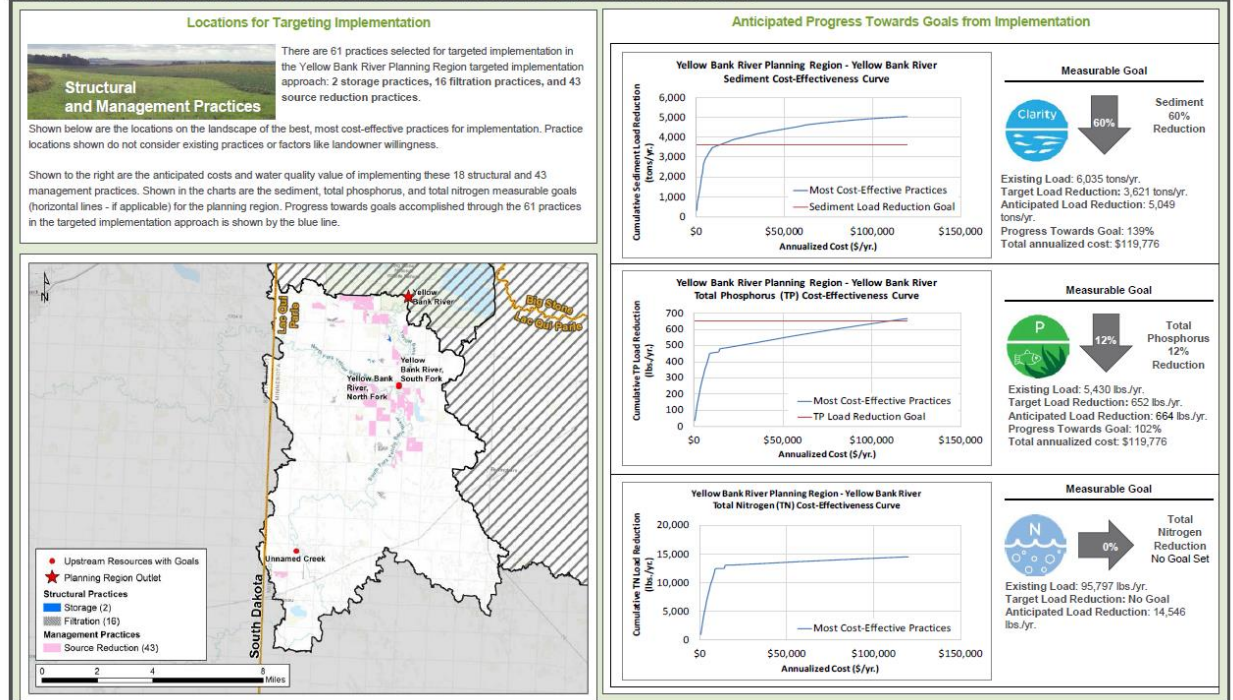 Locations for Targeting Implementation
Structural
and Management Practices
There are 61 practices selected for targeted implementation in
the Yellow Bank River Planning Region targeted implementation
approach: 2 storage practices, 16 filtration practices, and 43
source reduction practices.
Shown below are the locations on the landscape of the best, most cost-effective practices for implementation. Practice
locations shown do not consider existing practices or factors like landowner willingness.
Shown to the right are the anticipated costs and water quality value of implementing these 18 structural and 43
management practices. Shown in the charts are the sediment, total phosphorus, and total nitrogen measurable goals
(horizontal lines - if applicable) for the planning region. Progress towards goals accomplished through the 61 practices
in the targeted implementation approach is shown by the blue line.
N
Lac Qui
Parle
Yellow
Bank River
Big Stone
Lac Qui Parle
MINNESOTA
Yellow
Bank River,
South Fork
Yellow Bank
River,
North Fork
Unnamed Creek
South Dakota
Upstream Resources with Goals
Planning Region Outlet
Structural Practices
Storage (2)
Filtration (16)
Management Practices
Source Reduction (43)
0 2 4 8
Miles
Anticipated Progress Towards Goals from Implementation
Yellow Bank River Planning Region - Yellow Bank River
Sediment Cost-Effectiveness Curve
Cumulative Sediment Load Reduction
(tons/yr.)
6,000
5,000
4,000
3,000
2,000
1,000
0
Most Cost-Effective Practices
Sediment Load Reduction Goal
$0 $50,000 $100,000 $150,000
Annualized Cost ($/yr.)
Measurable Goal
Clarity
60%
Sediment
60%
Reduction
Existing Load: 6,035 tons/yr.
Target Load Reduction: 3,621 tons/yr.
Anticipated Load Reduction: 5,049
tons/yr.
Progress Towards Goal: 139%
Total annualized cost: $119,776
Yellow Bank River Planning Region - Yellow Bank River
Total Phosphorus (TP) Cost-Effectiveness Curve
Cumulative TP Load Reduction
(lbs./yr.)
700
600
500
400
300
200
100
0
Most Cost-Effective Practices
TP Load Reduction Goal
$0 $50,000 $100,000 $150,000
Annualized Cost ($/yr.)
Measurable Goal
P
12%
Total
Phosphorus
12%
Reduction
Existing Load: 5,430 lbs./yr.
Target Load Reduction: 652 lbs./yr.
Anticipated Load Reduction: 664 lbs./yr.
Progress Towards Goal: 102%
Total annualized cost: $119,776
Yellow Bank River Planning Region - Yellow Bank River
Total Nitrogen (TN) Cost-Effectiveness Curve
Cumulative TN Load Reduction
(lbs./yr.)
20,000
15,000
10,000
5,000
0
Most Cost-Effective Practices
$0 $50,000 $100,000 $150,000
Annualized Cost ($/yr.)
Measurable Goal
N
0%
Total
Nitrogen
Reduction
No Goal Set
Existing Load: 95,797 lbs./yr.
Target Load Reduction: No Goal
Anticipated Load Reduction: 14,546
lbs./yr.